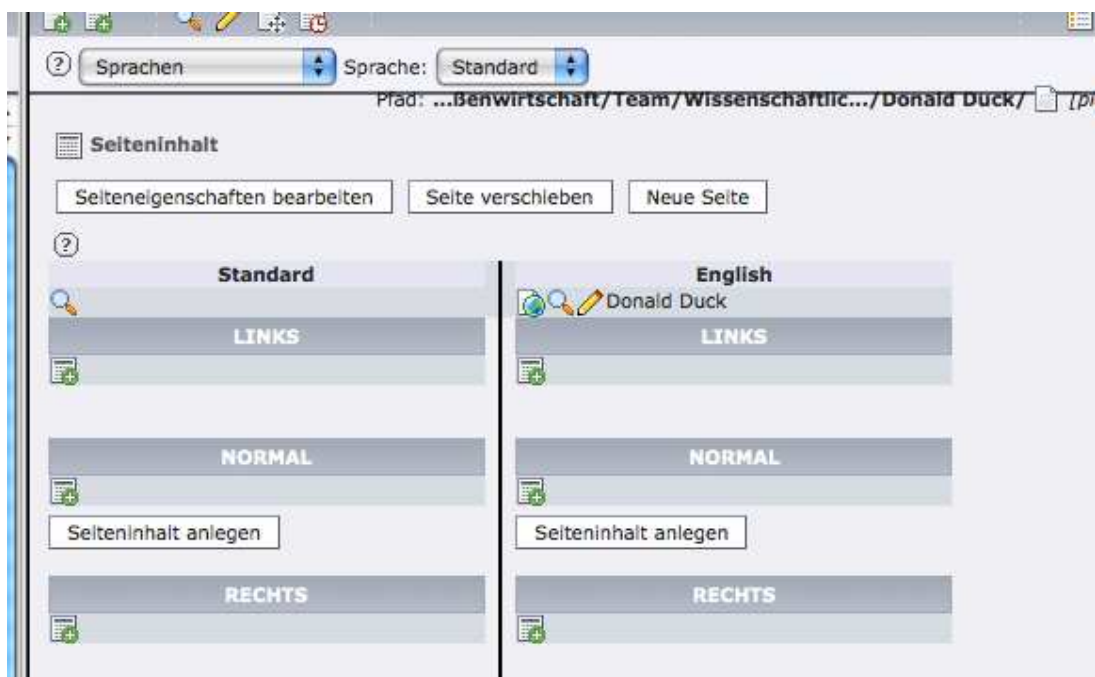 Sprachen Sprache: Standard
Pfad: ...ßenwirtschaft/Team/Wissenschaftlic.../Donald Duck/
Seiteninhalt
Seiteneigenschaften bearbeiten Seite verschieben Neue Seite
Standard English
Donald Duck
LINKS LINKS
NORMAL NORMAL
Seiteninhalt anlegen Seiteninhalt anlegen
RECHTS RECHTS